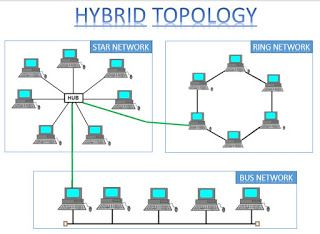 HYBRID TOPOLOGY
STAR NETWORK
RING NETWORK
HUB
BUS NETWORK